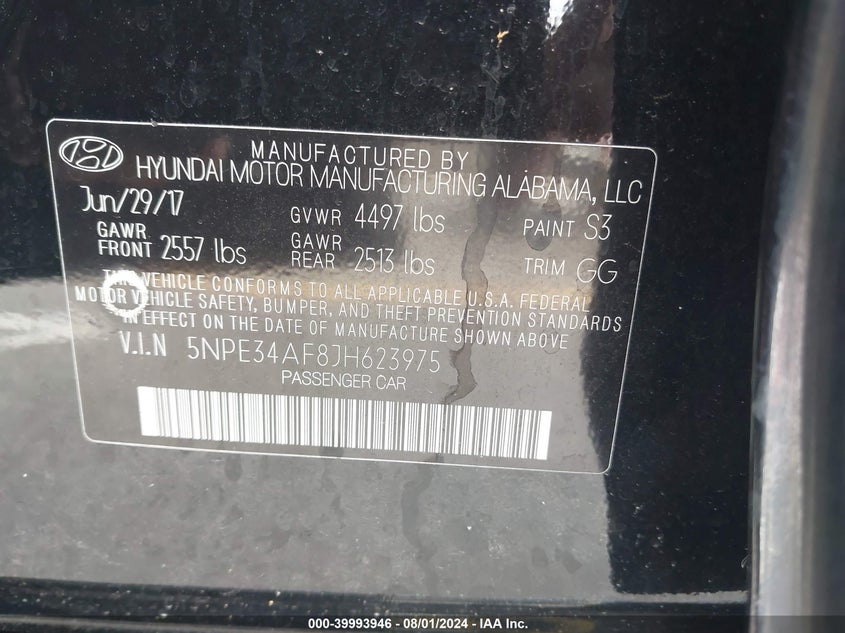 MANUFACTURED BY
HYUNDAI MOTOR MANUFACTURING ALABAMA, LLC
Jun/29/17 GVWR 4497 lbs PAINT S3
GAWR FRONT 2557 lbs GAWR REAR 2513 lbs TRIM GG
THIS VEHICLE CONFORMS TO ALL APPLICABLE U.S.A. FEDERAL
MOTOR VEHICLE SAFETY, BUMPER, AND THEFT PREVENTION STANDARDS
IN EFFECT ON THE DATE OF MANUFACTURE SHOWN ABOVE
V.I.N 5NPE34AF8JH623975
PASSENGER CAR
000-39993946 - 08/01/2024 - IAA Inc.